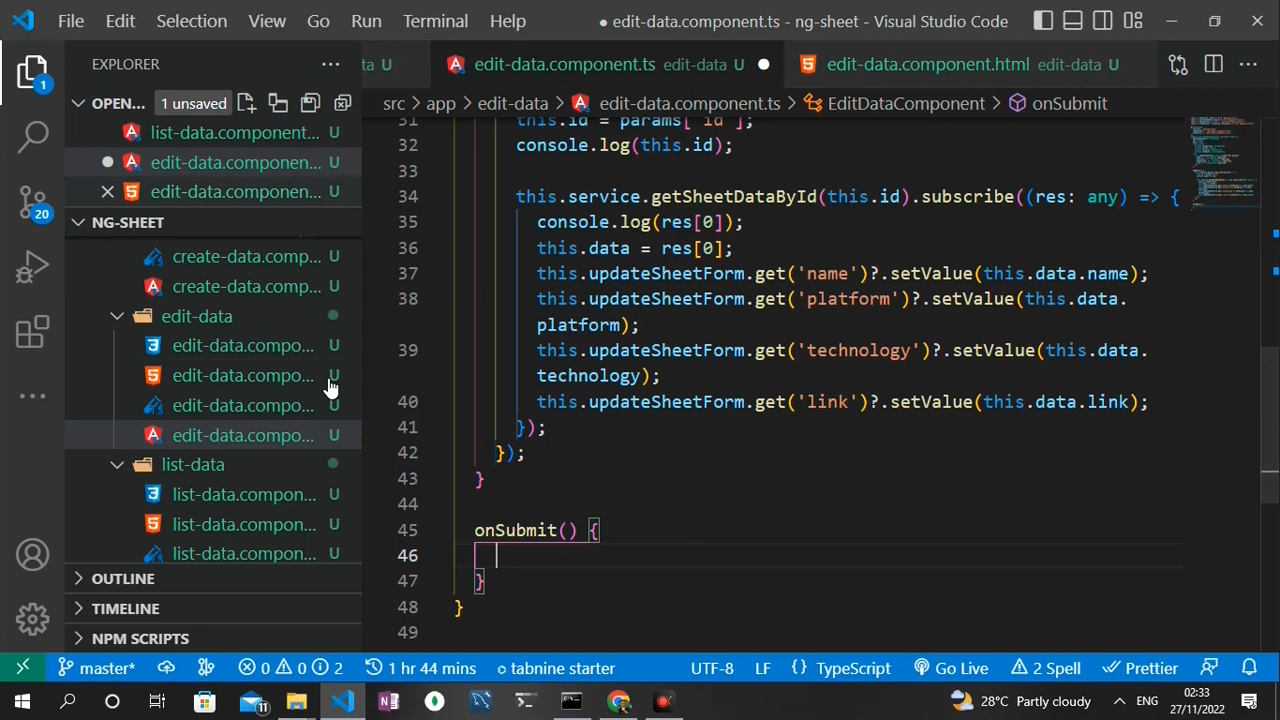 File Edit Selection View Go Run Terminal Help
● edit-data.component.ts - ng-sheet - Visual Studio Code
EXPLORER
OPEN... 1 unsaved
list-data.component... U
edit-data.componen... U
edit-data.componen... U
NG-SHEET
create-data.comp... U
create-data.comp... U
edit-data
edit-data.compo... U
edit-data.compo... U
edit-data.compo... U
edit-data.compo... U
list-data
list-data.compon... U
list-data.compon... U
list-data.compon... U
OUTLINE
TIMELINE
NPM SCRIPTS
1
20
ta U
edit-data.component.ts edit-data U
edit-data.component.html edit-data U
src > app > edit-data > edit-data.component.ts > EditDataComponent > onSubmit
31 this.id = params['id'];
32 console.log(this.id);
33
34 this.service.getSheetDataById(this.id).subscribe((res: any) => {
35 console.log(res[0]);
36 this.data = res[0];
37 this.updateSheetForm.get('name')?.setValue(this.data.name);
38 this.updateSheetForm.get('platform')?.setValue(this.data.
platform);
39 this.updateSheetForm.get('technology')?.setValue(this.data.
technology);
40 this.updateSheetForm.get('link')?.setValue(this.data.link);
41 });
42 });
43 }
44
45 onSubmit() {
46
47 }
48 }
49
master* 0 0 2 1 hr 44 mins tabnine starter UTF-8 LF {} TypeScript Go Live 2 Spell Prettier
11
28°C Partly cloudy ENG 02:33
27/11/2022